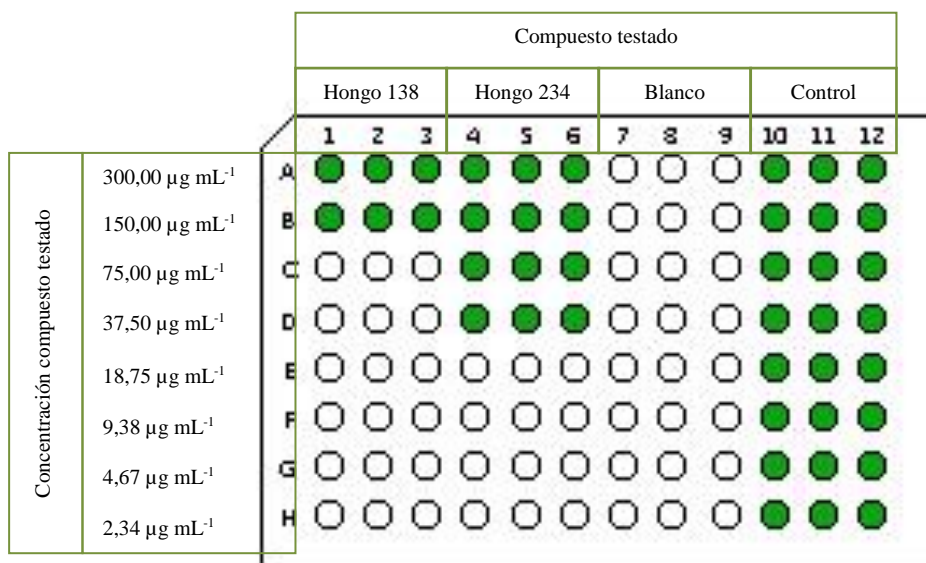 Compuesto testado
Hongo 138 Hongo 234 Blanco Control
1 2 3 4 5 6 7 8 9 10 11 12
Concentración compuesto testado
300,00 µg mL⁻¹ A
150,00 µg mL⁻¹ B
75,00 µg mL⁻¹ C
37,50 µg mL⁻¹ D
18,75 µg mL⁻¹ E
9,38 µg mL⁻¹ F
4,67 µg mL⁻¹ G
2,34 µg mL⁻¹ H